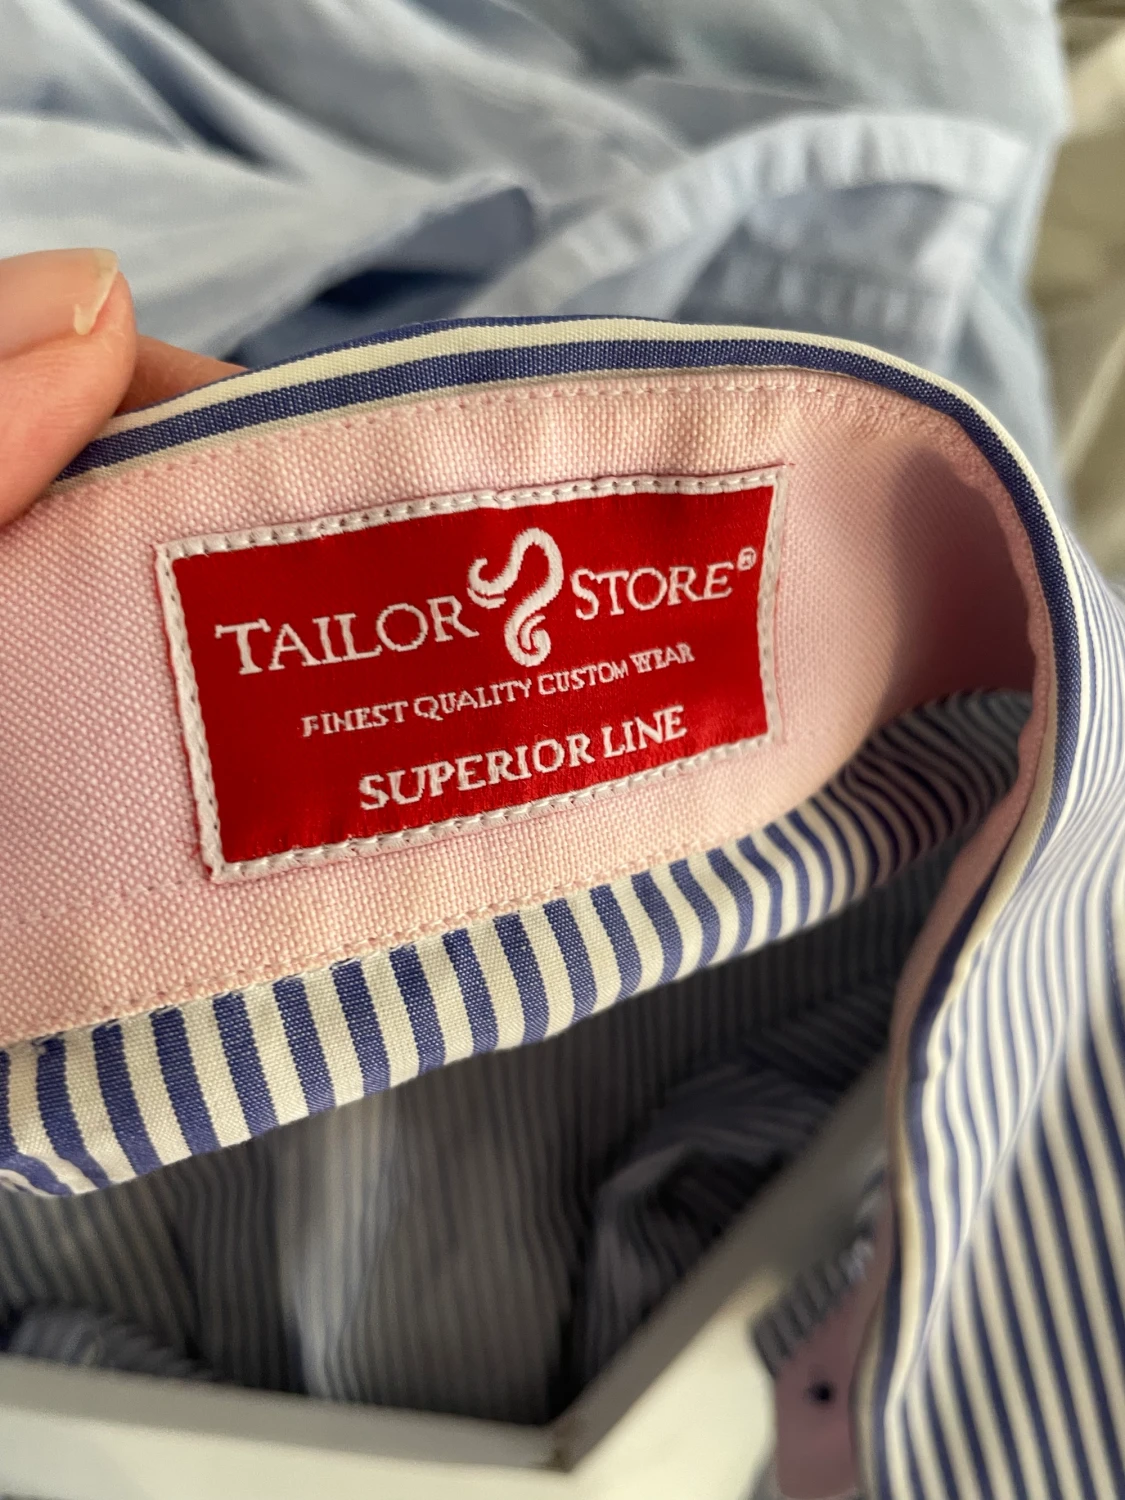 TAILOR STORE®
FINEST QUALITY CUSTOM WEAR
SUPERIOR LINE